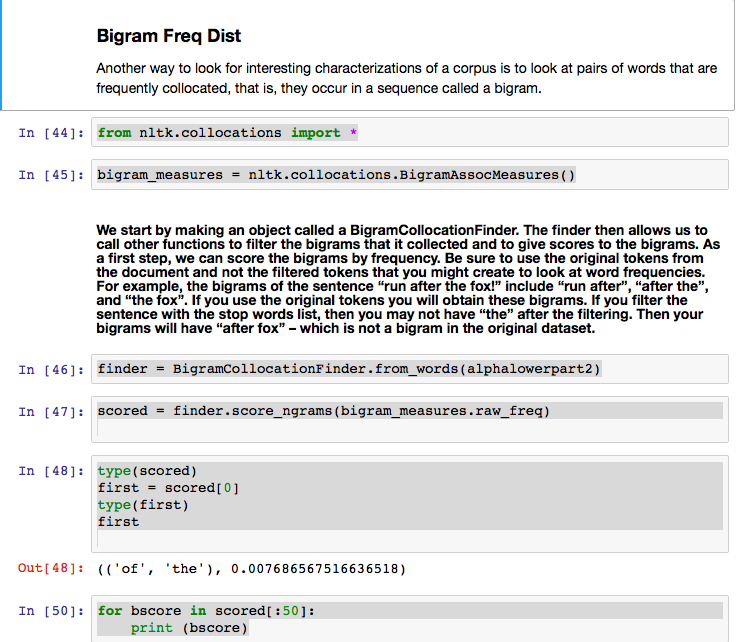 Bigram Freq Dist
Another way to look for interesting characterizations of a corpus is to look at pairs of words that are
frequently collocated, that is, they occur in a sequence called a bigram.
In [44]: from nltk.collocations import *
In [45]: bigram_measures = nltk.collocations.BigramAssocMeasures()
We start by making an object called a BigramCollocationFinder. The finder then allows us to
call other functions to filter the bigrams that it collected and to give scores to the bigrams. As
a first step, we can score the bigrams by frequency. Be sure to use the original tokens from
the document and not the filtered tokens that you might create to look at word frequencies.
For example, the bigrams of the sentence “run after the fox!” include “run after”, “after the”,
and “the fox”. If you use the original tokens you will obtain these bigrams. If you filter the
sentence with the stop words list, then you may not have “the” after the filtering. Then your
bigrams will have “after fox” – which is not a bigram in the original dataset.
In [46]: finder = BigramCollocationFinder.from_words(alphalowerpart2)
In [47]: scored = finder.score_ngrams(bigram_measures.raw_freq)
In [48]: type(scored)
first = scored[0]
type(first)
first
Out[48]: (('of', 'the'), 0.007686567516636518)
In [50]: for bscore in scored[:50]:
    print (bscore)